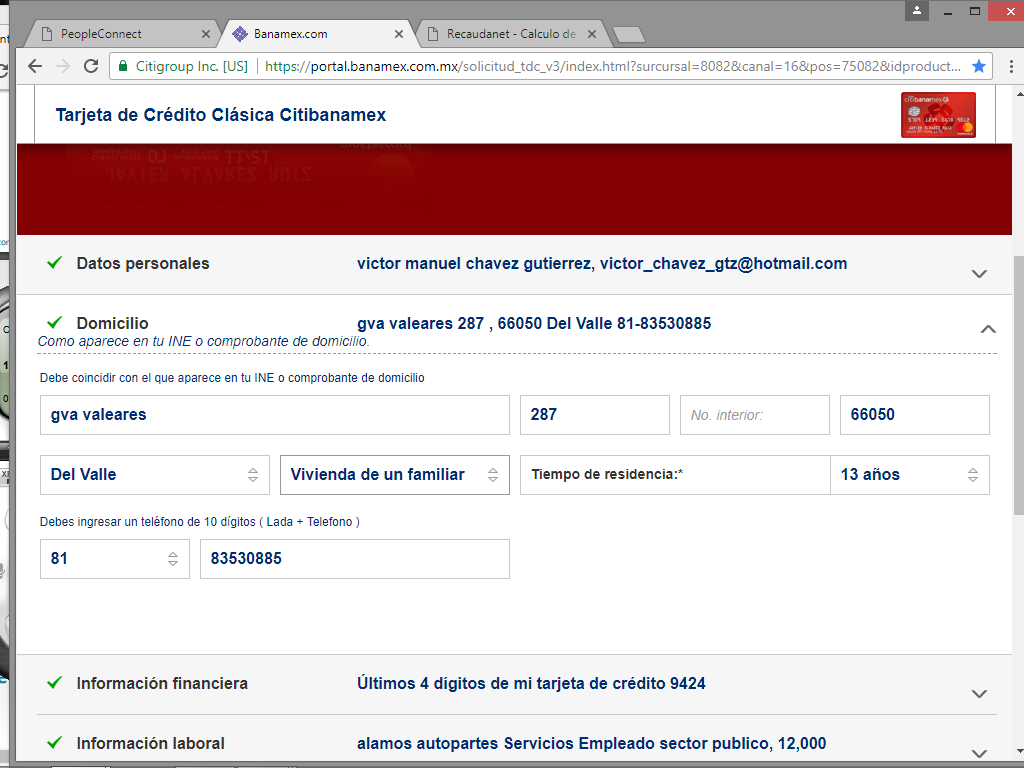 PeopleConnect
Banamex.com
Recaudanet - Calculo de
Citigroup Inc. [US]
https://portal.banamex.com.mx/solicitud_tdc_v3/index.html?surcursal=8082&canal=16&pos=75082&idproduct...
Tarjeta de Crédito Clásica Citibanamex
citibanamex
Datos personales
victor manuel chavez gutierrez, victor_chavez_gtz@hotmail.com
Domicilio
gva valeares 287 , 66050 Del Valle 81-83530885
Como aparece en tu INE o comprobante de domicilio.
Debe coincidir con el que aparece en tu INE o comprobante de domicilio
gva valeares
287
No. interior:
66050
Del Valle
Vivienda de un familiar
Tiempo de residencia:*
13 años
Debes ingresar un teléfono de 10 dígitos ( Lada + Telefono )
81
83530885
Información financiera
Últimos 4 dígitos de mi tarjeta de crédito 9424
Información laboral
alamos autopartes Servicios Empleado sector publico, 12,000